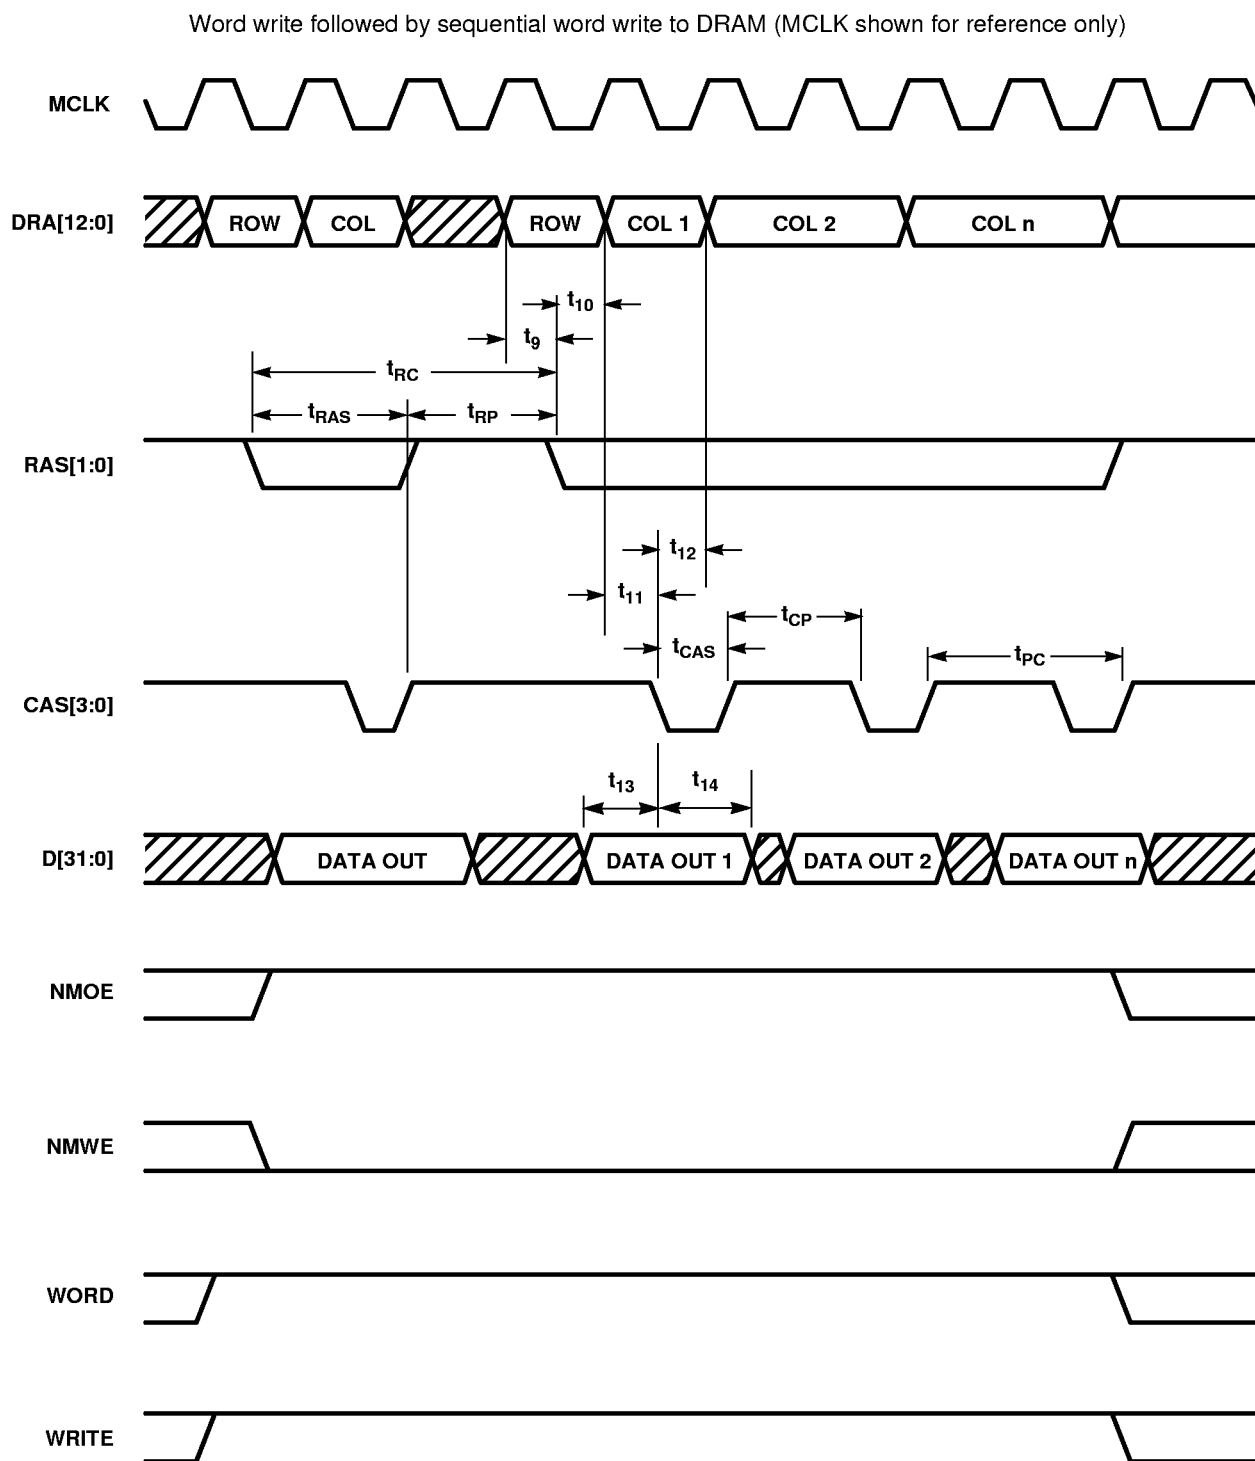 Word write followed by sequential word write to DRAM (MCLK shown for reference only)
MCLK
DRA[12:0] ROW COL ROW COL 1 COL 2 COL n
t10
t9
tRC
tRAS tRP
RAS[1:0]
t12
t11
tCP
tCAS tPC
CAS[3:0]
t13 t14
D[31:0] DATA OUT DATA OUT 1 DATA OUT 2 DATA OUT n
NMOE
NMWE
WORD
WRITE